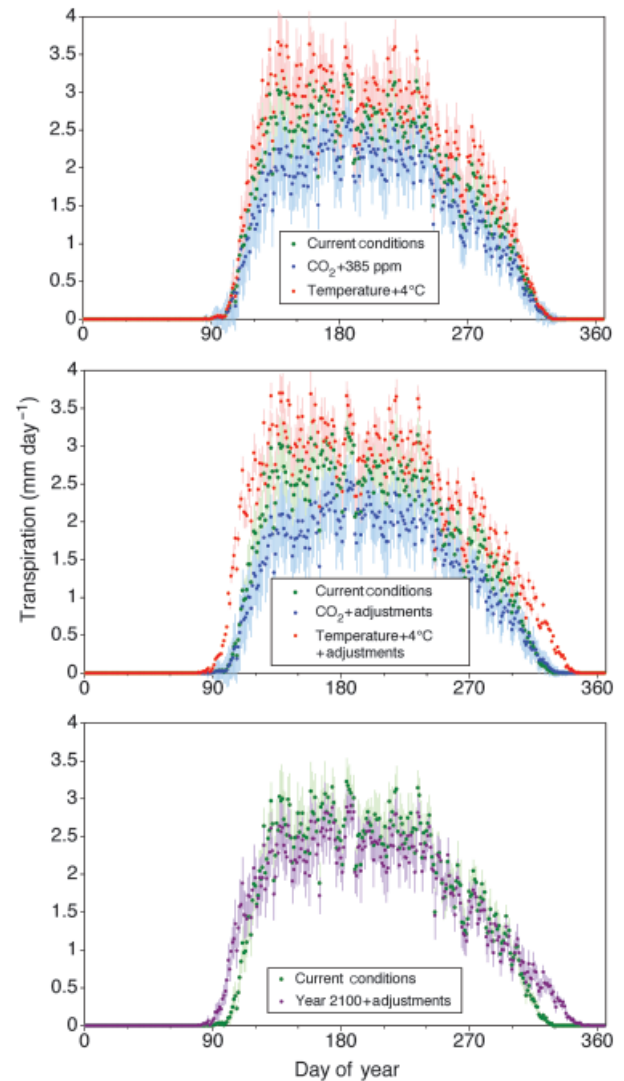 4
3.5
3
2.5
2
1.5
1
0.5
0
Current conditions
CO₂+385 ppm
Temperature+4°C
0 90 180 270 360
Transpiration (mm day⁻¹)
4
3.5
3
2.5
2
1.5
1
0.5
0
Current conditions
CO₂+adjustments
Temperature+4°C
+adjustments
0 90 180 270 360
4
3.5
3
2.5
2
1.5
1
0.5
0
Current conditions
Year 2100+adjustments
0 90 180 270 360
Day of year